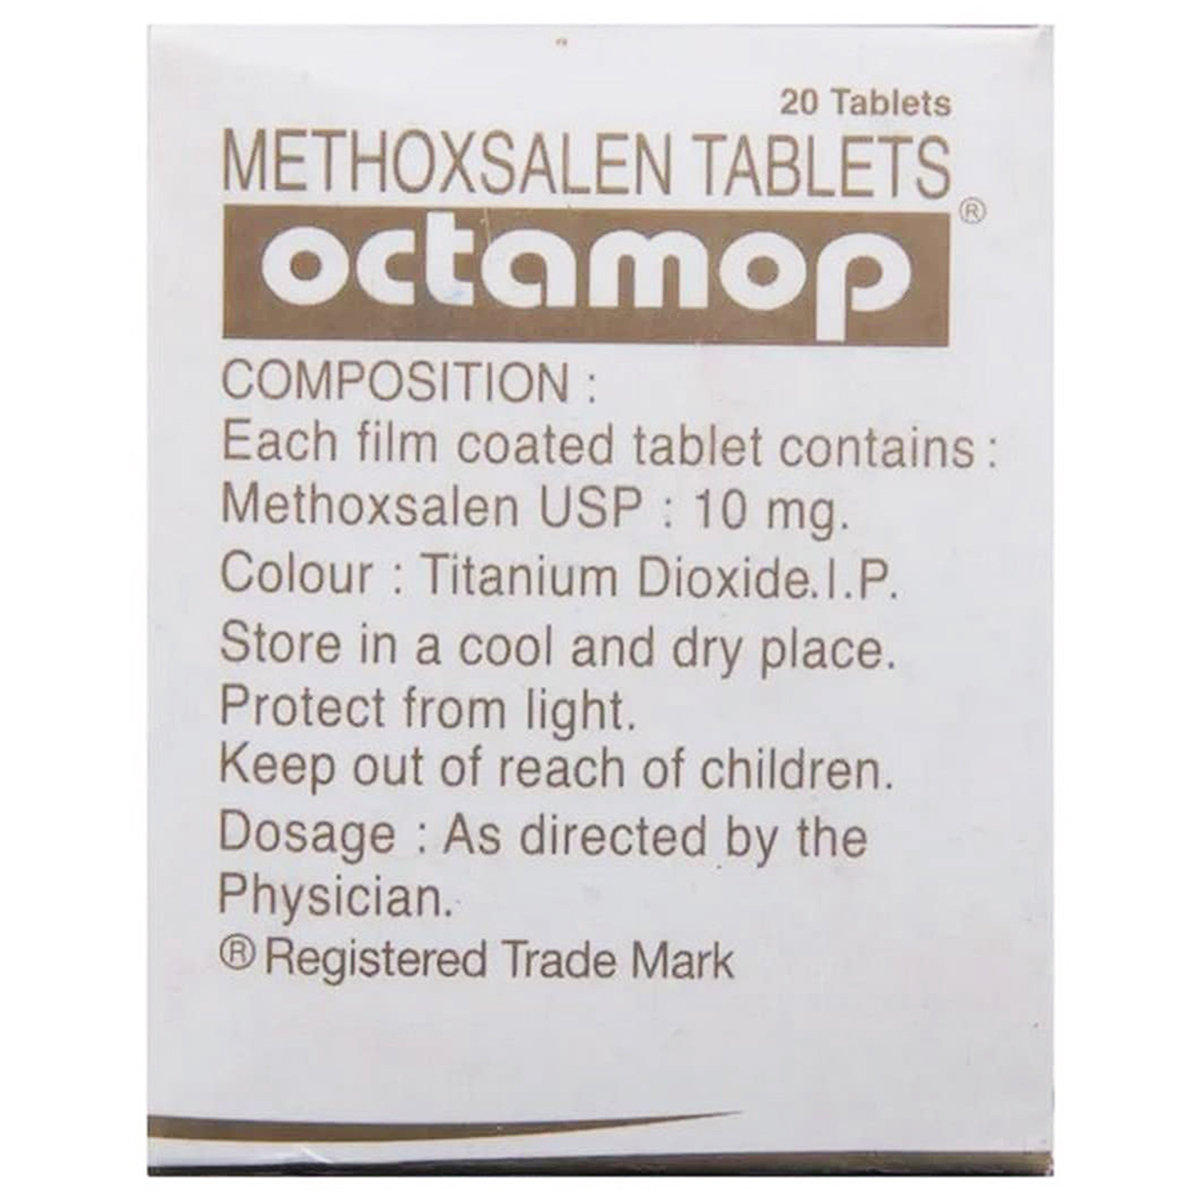 20 Tablets
METHOXSALEN TABLETS
octamop®
COMPOSITION :
Each film coated tablet contains :
Methoxsalen USP : 10 mg.
Colour : Titanium Dioxide.I.P.
Store in a cool and dry place.
Protect from light.
Keep out of reach of children.
Dosage : As directed by the
Physician.
® Registered Trade Mark